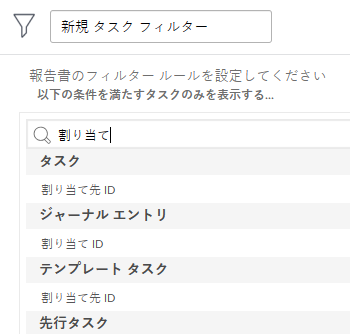 新規 タスク フィルター
報告書のフィルター ルールを設定してください
以下の条件を満たすタスクのみを表示する...
割り当て
タスク
割り当て先 ID
ジャーナル エントリ
割り当て ID
テンプレート タスク
割り当て先 ID
先行タスク